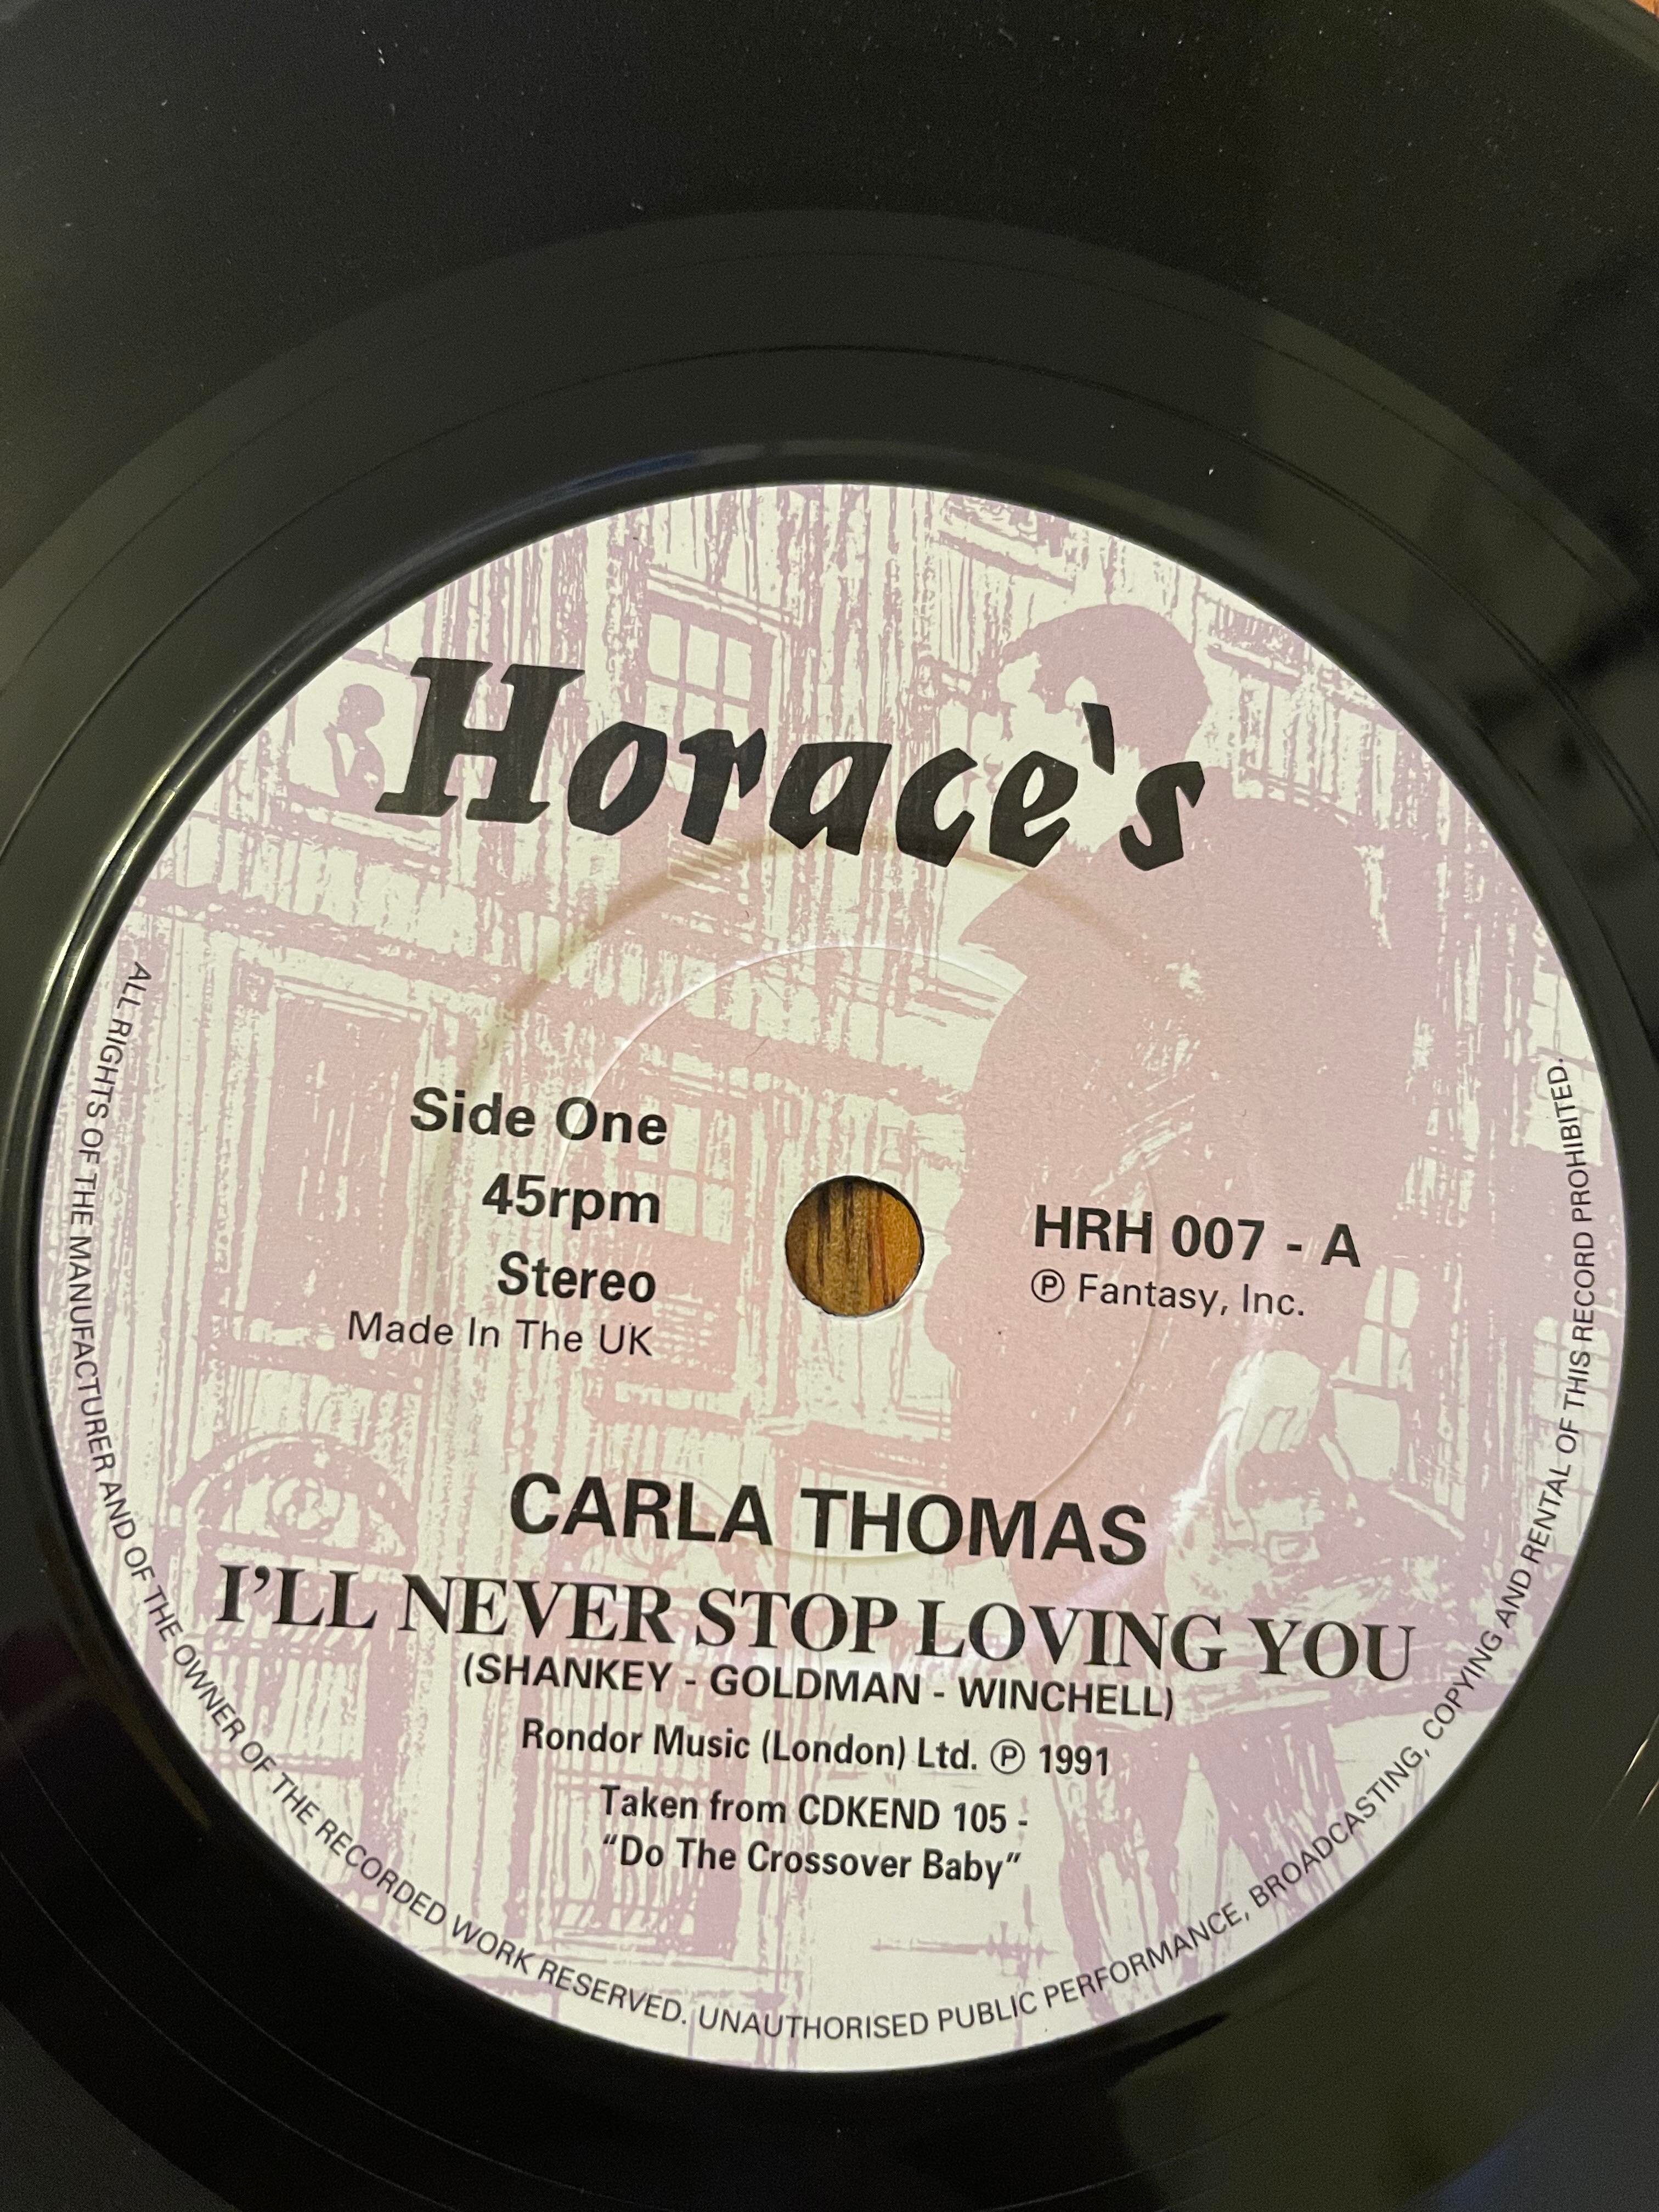 Horace's
Side One
45rpm
Stereo
Made In The UK
HRH 007 - A
℗ Fantasy, Inc.
CARLA THOMAS
I'LL NEVER STOP LOVING YOU
(SHANKEY - GOLDMAN - WINCHELL)
Rondor Music (London) Ltd. ℗ 1991
Taken from CDKEND 105 -
“Do The Crossover Baby”
ALL RIGHTS OF THE MANUFACTURER AND OF THE OWNER OF THE RECORDED WORK RESERVED. UNAUTHORISED PUBLIC PERFORMANCE, BROADCASTING, COPYING AND RENTAL OF THIS RECORD PROHIBITED.